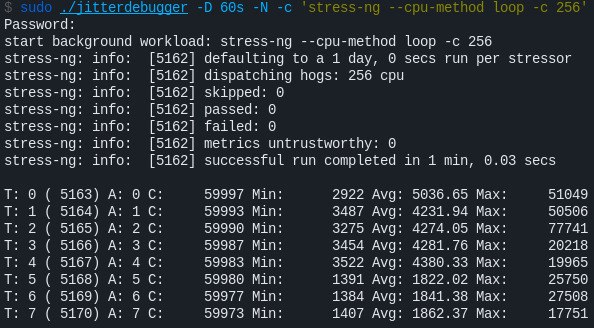 $ sudo ./jitterdebugger -D 60s -N -c 'stress-ng --cpu-method loop -c 256'
Password:
start background workload: stress-ng --cpu-method loop -c 256
stress-ng: info:  [5162] defaulting to a 1 day, 0 secs run per stressor
stress-ng: info:  [5162] dispatching hogs: 256 cpu
stress-ng: info:  [5162] skipped: 0
stress-ng: info:  [5162] passed: 0
stress-ng: info:  [5162] failed: 0
stress-ng: info:  [5162] metrics untrustworthy: 0
stress-ng: info:  [5162] successful run completed in 1 min, 0.03 secs
T: 0 ( 5163) A: 0 C:     59997 Min:      2922 Avg: 5036.65 Max:     51049
T: 1 ( 5164) A: 1 C:     59993 Min:      3487 Avg: 4231.94 Max:     50506
T: 2 ( 5165) A: 2 C:     59990 Min:      3275 Avg: 4274.05 Max:     77741
T: 3 ( 5166) A: 3 C:     59987 Min:      3454 Avg: 4281.76 Max:     20218
T: 4 ( 5167) A: 4 C:     59983 Min:      3522 Avg: 4380.33 Max:     19965
T: 5 ( 5168) A: 5 C:     59980 Min:      1391 Avg: 1822.02 Max:     25750
T: 6 ( 5169) A: 6 C:     59977 Min:      1384 Avg: 1841.38 Max:     27508
T: 7 ( 5170) A: 7 C:     59973 Min:      1407 Avg: 1862.37 Max:     17751